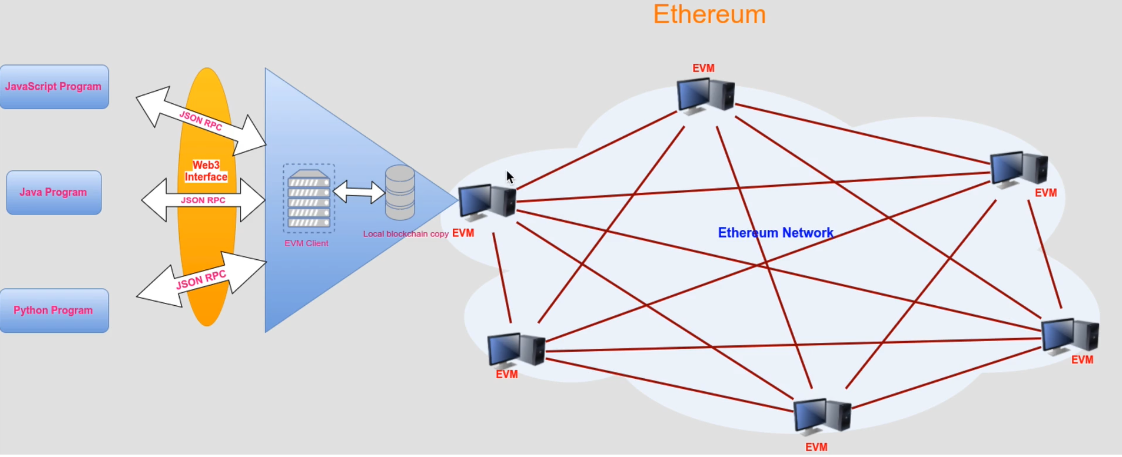 Ethereum
JavaScript Program
Java Program
Python Program
JSON RPC
Web3
Interface
JSON RPC
JSON RPC
EVM Client
Local blockchain copy
EVM
EVM
EVM
Ethereum Network
EVM
EVM
EVM